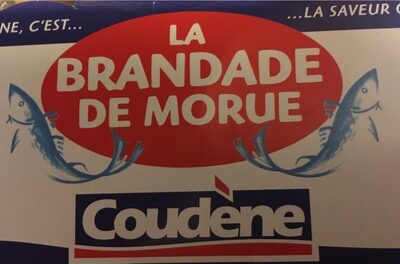 NE, C'EST...
...LA SAVEUR
LA
BRANDADE
DE MORUE
Coudène